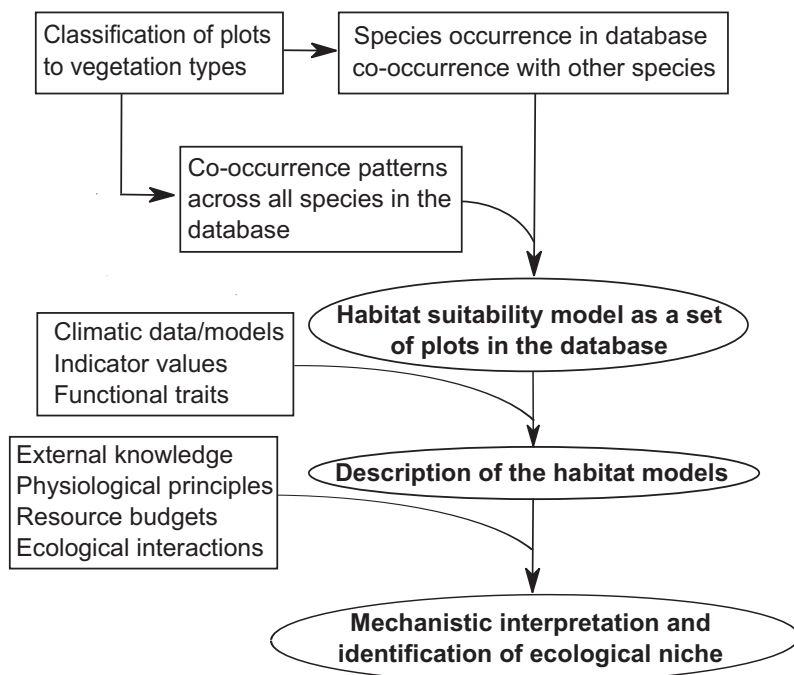 Classification of plots
to vegetation types
Species occurrence in database
co-occurrence with other species
Co-occurrence patterns
across all species in the
database
Habitat suitability model as a set
of plots in the database
Climatic data/models
Indicator values
Functional traits
External knowledge
Physiological principles
Resource budgets
Ecological interactions
Description of the habitat models
Mechanistic interpretation and
identification of ecological niche